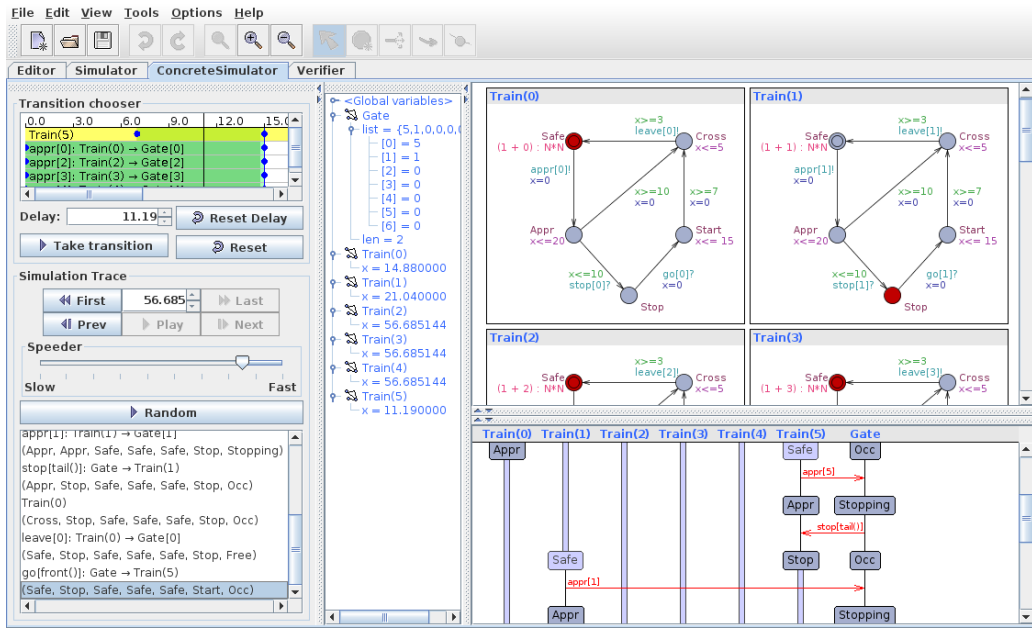 File Edit View Tools Options Help
Editor Simulator ConcreteSimulator Verifier
Transition chooser
0.0 3.0 6.0 9.0 12.0 15.0
Train(5)
appr[0]: Train(0) → Gate[0]
appr[2]: Train(2) → Gate[2]
appr[3]: Train(3) → Gate[3]
Delay: 11.19 Reset Delay
Take transition Reset
Simulation Trace
First 56.685 Last
Prev Play Next
Speeder
Slow Fast
Random
appr[1]: Train(1) → Gate[1]
(Appr, Appr, Safe, Safe, Safe, Stop, Stopping)
stop[tail()]: Gate → Train(1)
(Appr, Stop, Safe, Safe, Safe, Stop, Occ)
Train(0)
(Cross, Stop, Safe, Safe, Safe, Stop, Occ)
leave[0]: Train(0) → Gate[0]
(Safe, Stop, Safe, Safe, Safe, Stop, Free)
go[front()]: Gate → Train(5)
(Safe, Stop, Safe, Safe, Safe, Start, Occ)
<Global variables>
Gate
list = {5,1,0,0,0,
[0] = 5
[1] = 1
[2] = 0
[3] = 0
[4] = 0
[5] = 0
[6] = 0
len = 2
Train(0)
x = 14.880000
Train(1)
x = 21.040000
Train(2)
x = 56.685144
Train(3)
x = 56.685144
Train(4)
x = 56.685144
Train(5)
x = 11.190000
Train(0)
x>=3
leave[0]!
Safe
(1 + 0) : N*N
Cross
x<=5
appr[0]!
x=0
x>=10
x=0
x>=7
x=0
Appr
x<=20
Start
x<= 15
x<=10
stop[0]?
go[0]?
x=0
Stop
Train(1)
x>=3
leave[1]!
Safe
(1 + 1) : N*N
Cross
x<=5
appr[1]!
x=0
x>=10
x=0
x>=7
x=0
Appr
x<=20
Start
x<= 15
x<=10
stop[1]?
go[1]?
x=0
Stop
Train(2)
x>=3
leave[2]!
Safe
(1 + 2) : N*N
Cross
x<=5
Train(3)
x>=3
leave[3]!
Safe
(1 + 3) : N*N
Cross
x<=5
Train(0) Train(1) Train(2) Train(3) Train(4) Train(5) Gate
Appr Safe Occ
appr[5]
Appr Stopping
stop[tail()]
Safe Stop Occ
appr[1]
Appr Stopping